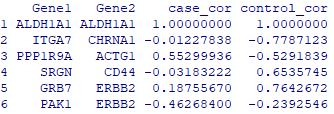 Gene1 Gene2 case_cor control_cor
1 ALDH1A1 ALDH1A1 1.00000000 1.0000000
2 ITGA7 CHRNA1 -0.01227838 -0.7787123
3 PPP1R9A ACTG1 0.55299936 -0.5291839
4 SRGN CD44 -0.03183222 0.6535745
5 GRB7 ERBB2 0.18755670 0.7642672
6 PAK1 ERBB2 -0.46268400 -0.2392546